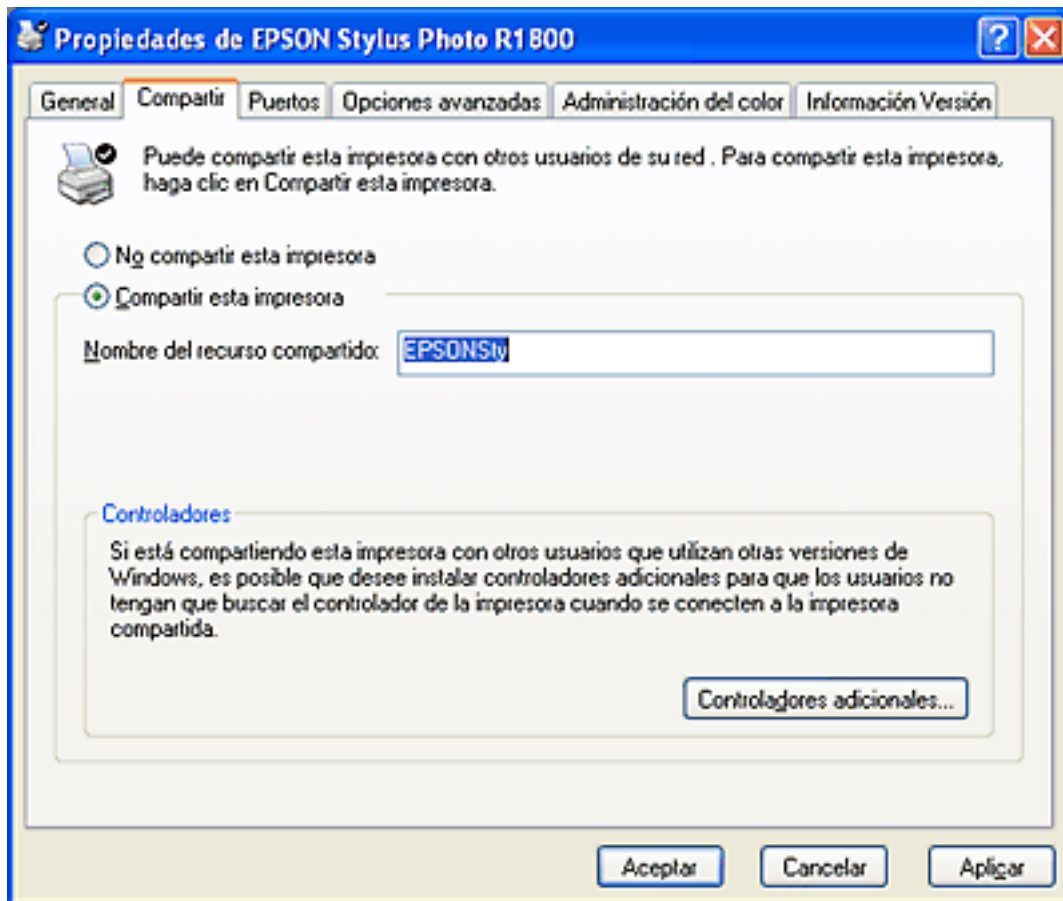 Propiedades de EPSON Stylus Photo R1800
General Compartir Puertos Opciones avanzadas Administración del color Información Versión
Puede compartir esta impresora con otros usuarios de su red . Para compartir esta impresora,
haga clic en Compartir esta impresora.
No compartir esta impresora
Compartir esta impresora
Nombre del recurso compartido: EPSONSty
Controladores
Si está compartiendo esta impresora con otros usuarios que utilizan otras versiones de
Windows, es posible que desee instalar controladores adicionales para que los usuarios no
tengan que buscar el controlador de la impresora cuando se conecten a la impresora
compartida.
Controladores adicionales...
Aceptar Cancelar Aplicar